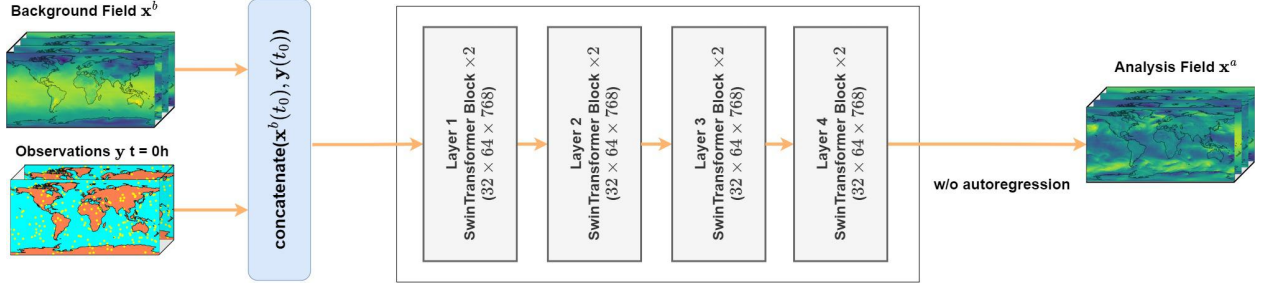 Background Field x^b
Observations y t = 0h
concatenate(x^b(t_0), y(t_0))
Layer 1
SwinTransformer Block ×2
(32 × 64 × 768)
Layer 2
SwinTransformer Block ×2
(32 × 64 × 768)
Layer 3
SwinTransformer Block ×2
(32 × 64 × 768)
Layer 4
SwinTransformer Block ×2
(32 × 64 × 768)
w/o autoregression
Analysis Field x^a